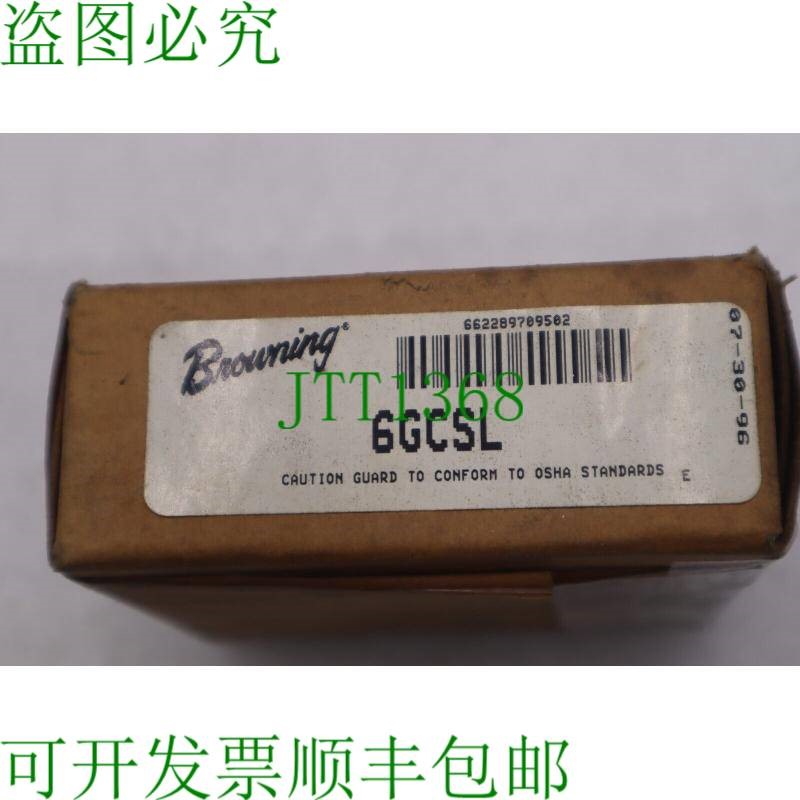 盗图必究
Browning®
662289709502
07-30-96
JTT1368
6GCSL
CAUTION GUARD TO CONFORM TO OSHA STANDARDS E
可开发票顺丰包邮